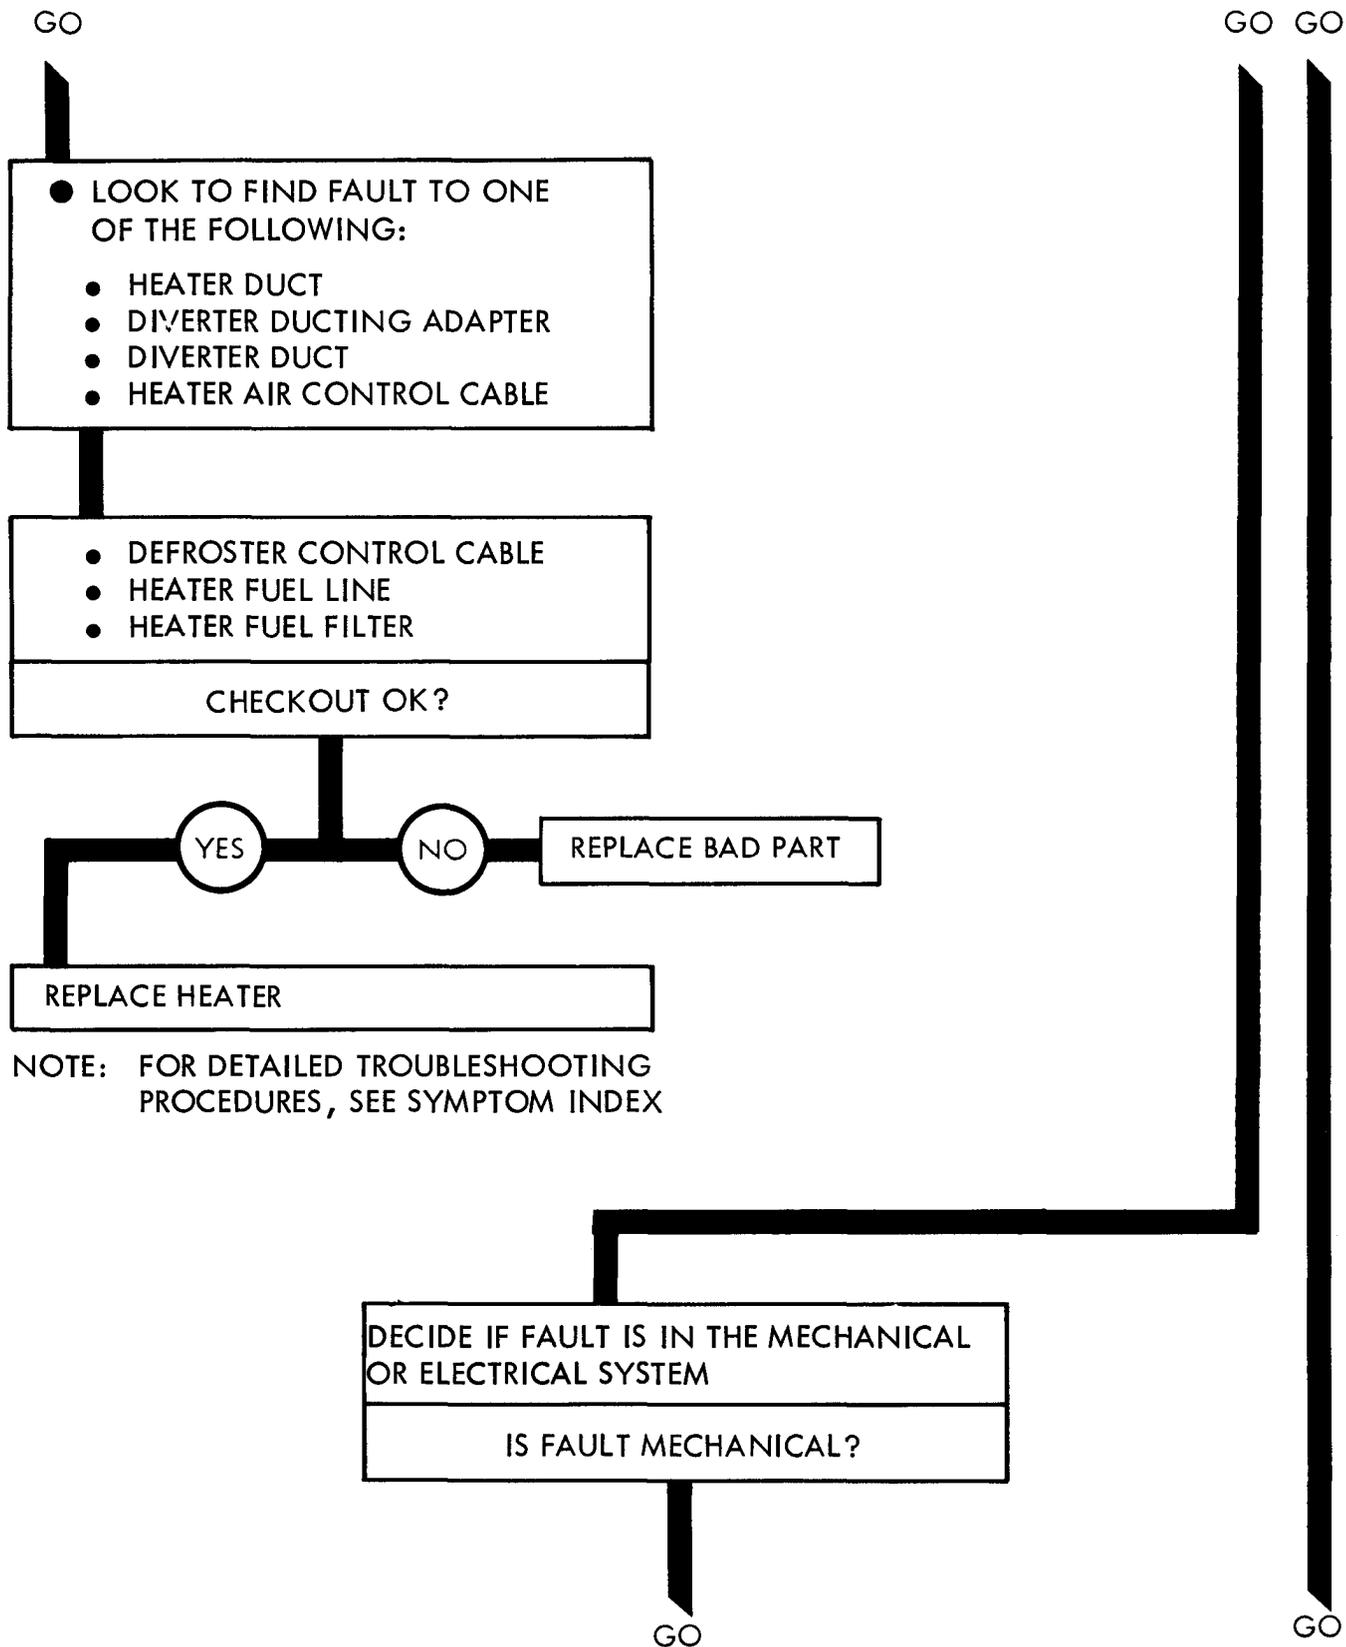 GO
GO GO
● LOOK TO FIND FAULT TO ONE
OF THE FOLLOWING:
● HEATER DUCT
● DIVERTER DUCTING ADAPTER
● DIVERTER DUCT
● HEATER AIR CONTROL CABLE
● DEFROSTER CONTROL CABLE
● HEATER FUEL LINE
● HEATER FUEL FILTER
CHECKOUT OK?
YES
NO
REPLACE BAD PART
REPLACE HEATER
NOTE: FOR DETAILED TROUBLESHOOTING
PROCEDURES, SEE SYMPTOM INDEX
DECIDE IF FAULT IS IN THE MECHANICAL
OR ELECTRICAL SYSTEM
IS FAULT MECHANICAL?
GO
GO